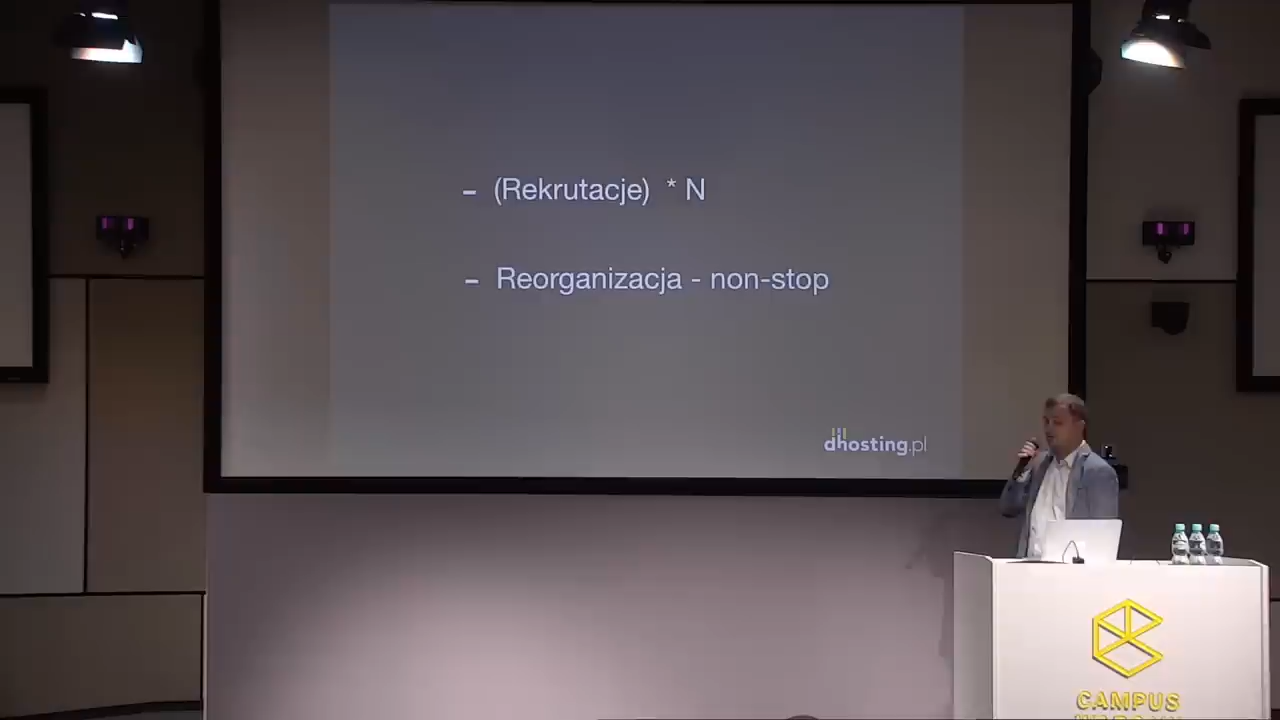 - (Rekrutacje) * N
- Reorganizacja - non-stop
dhosting.pl
CAMPUS